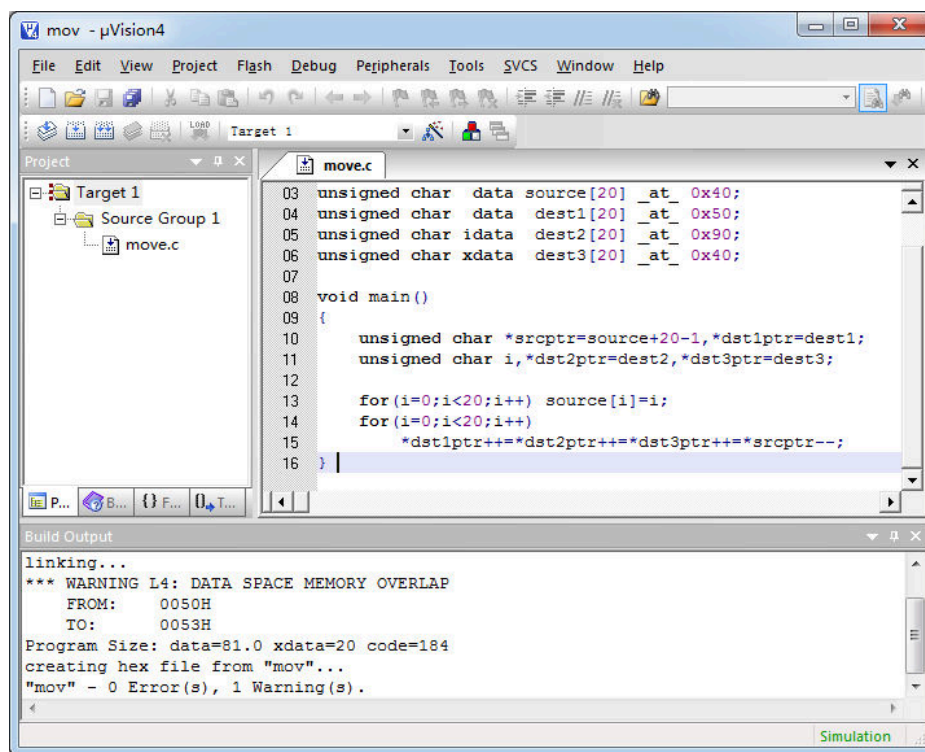 mov - µVision4
File Edit View Project Flash Debug Peripherals Tools SVCS Window Help
LOAD Target 1
Project
move.c
Target 1
Source Group 1
move.c
03 unsigned char  data source[20] _at_ 0x40;
04 unsigned char  data  dest1[20] _at_ 0x50;
05 unsigned char idata  dest2[20] _at_ 0x90;
06 unsigned char xdata  dest3[20] _at_ 0x40;
07
08 void main()
09 {
10     unsigned char *srcptr=source+20-1,*dst1ptr=dest1;
11     unsigned char i,*dst2ptr=dest2,*dst3ptr=dest3;
12
13     for(i=0;i<20;i++) source[i]=i;
14     for(i=0;i<20;i++)
15         *dst1ptr++=*dst2ptr++=*dst3ptr++=*srcptr--;
16 }
P... B... {} F... 0 T...
Build Output
linking...
*** WARNING L4: DATA SPACE MEMORY OVERLAP
    FROM:    0050H
    TO:      0053H
Program Size: data=81.0 xdata=20 code=184
creating hex file from "mov"...
"mov" - 0 Error(s), 1 Warning(s).
Simulation